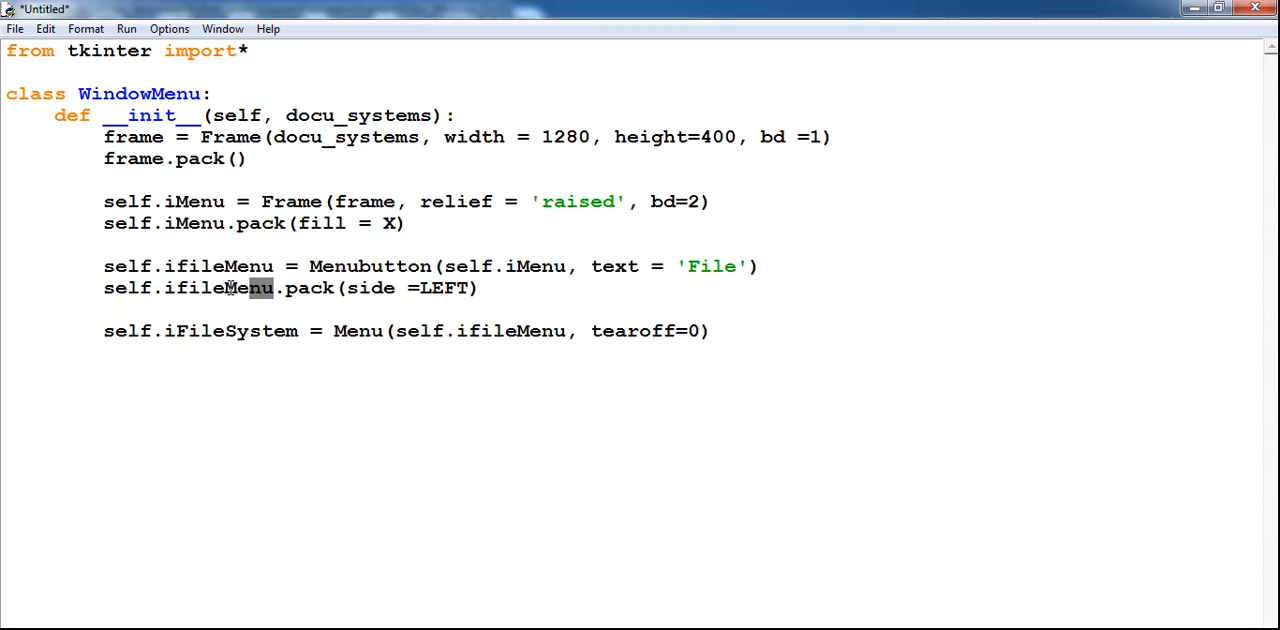 *Untitled*
File Edit Format Run Options Window Help
from tkinter import*
class WindowMenu:
    def __init__(self, docu_systems):
        frame = Frame(docu_systems, width = 1280, height=400, bd =1)
        frame.pack()
        self.iMenu = Frame(frame, relief = 'raised', bd=2)
        self.iMenu.pack(fill = X)
        self.ifileMenu = Menubutton(self.iMenu, text = 'File')
        self.ifileMenu.pack(side =LEFT)
        self.iFileSystem = Menu(self.ifileMenu, tearoff=0)